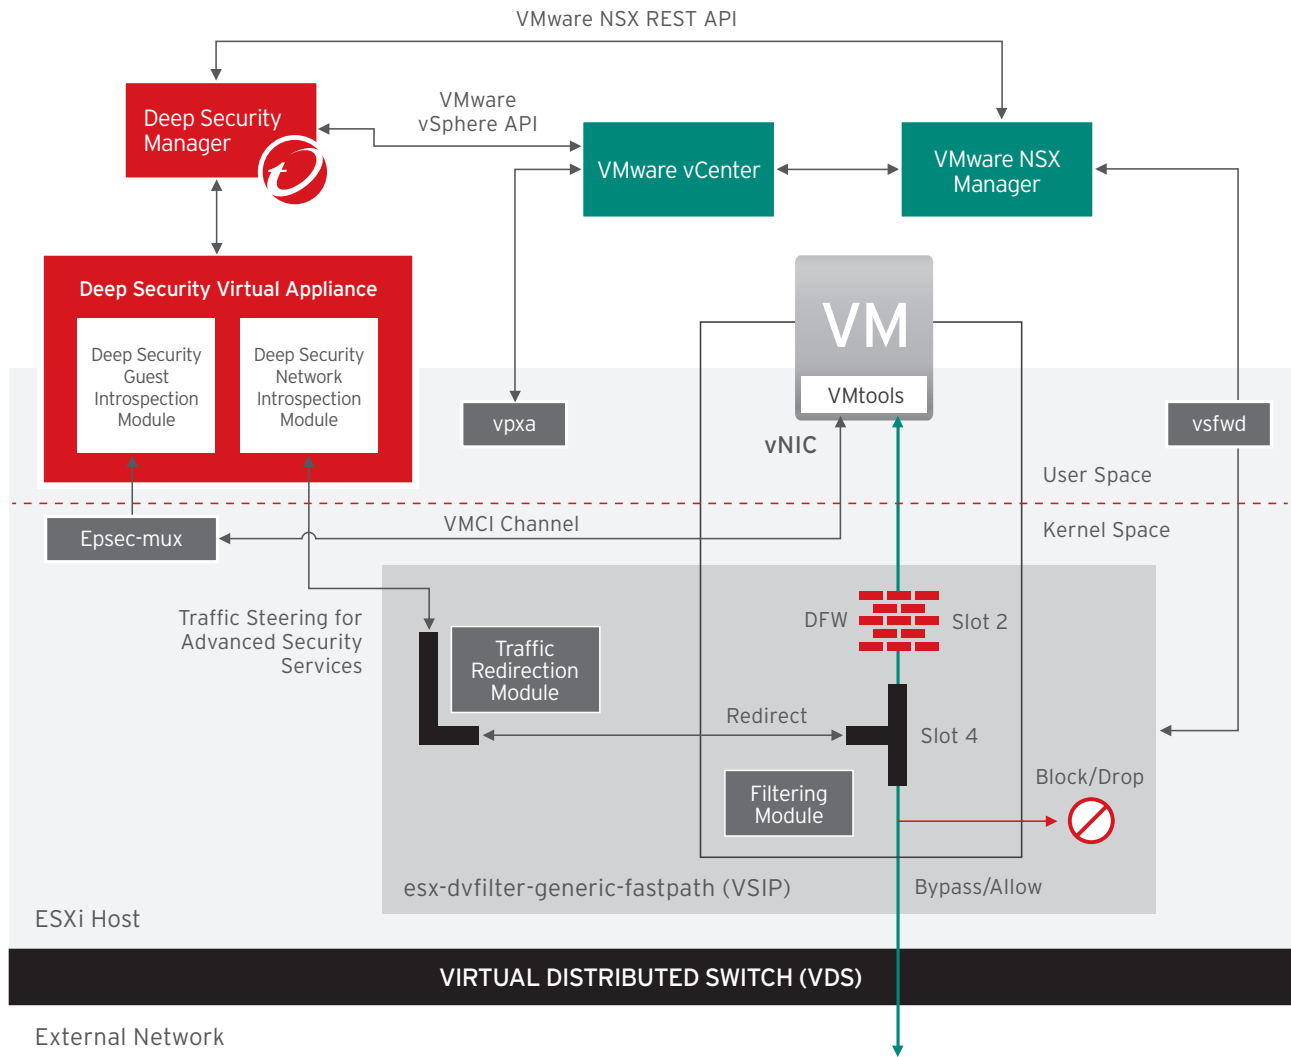 VMware NSX REST API
Deep Security
Manager
VMware
vSphere API
VMware vCenter
VMware NSX
Manager
Deep Security Virtual Appliance
Deep Security
Guest
Introspection
Module
Deep Security
Network
Introspection
Module
VM
VMtools
vpxa
vNIC
vsfwd
User Space
Kernel Space
Epsec-mux
VMCI Channel
Traffic Steering for
Advanced Security
Services
Traffic
Redirection
Module
DFW
Slot 2
Redirect
Slot 4
Filtering
Module
Block/Drop
esx-dvfilter-generic-fastpath (VSIP)
Bypass/Allow
ESXi Host
VIRTUAL DISTRIBUTED SWITCH (VDS)
External Network